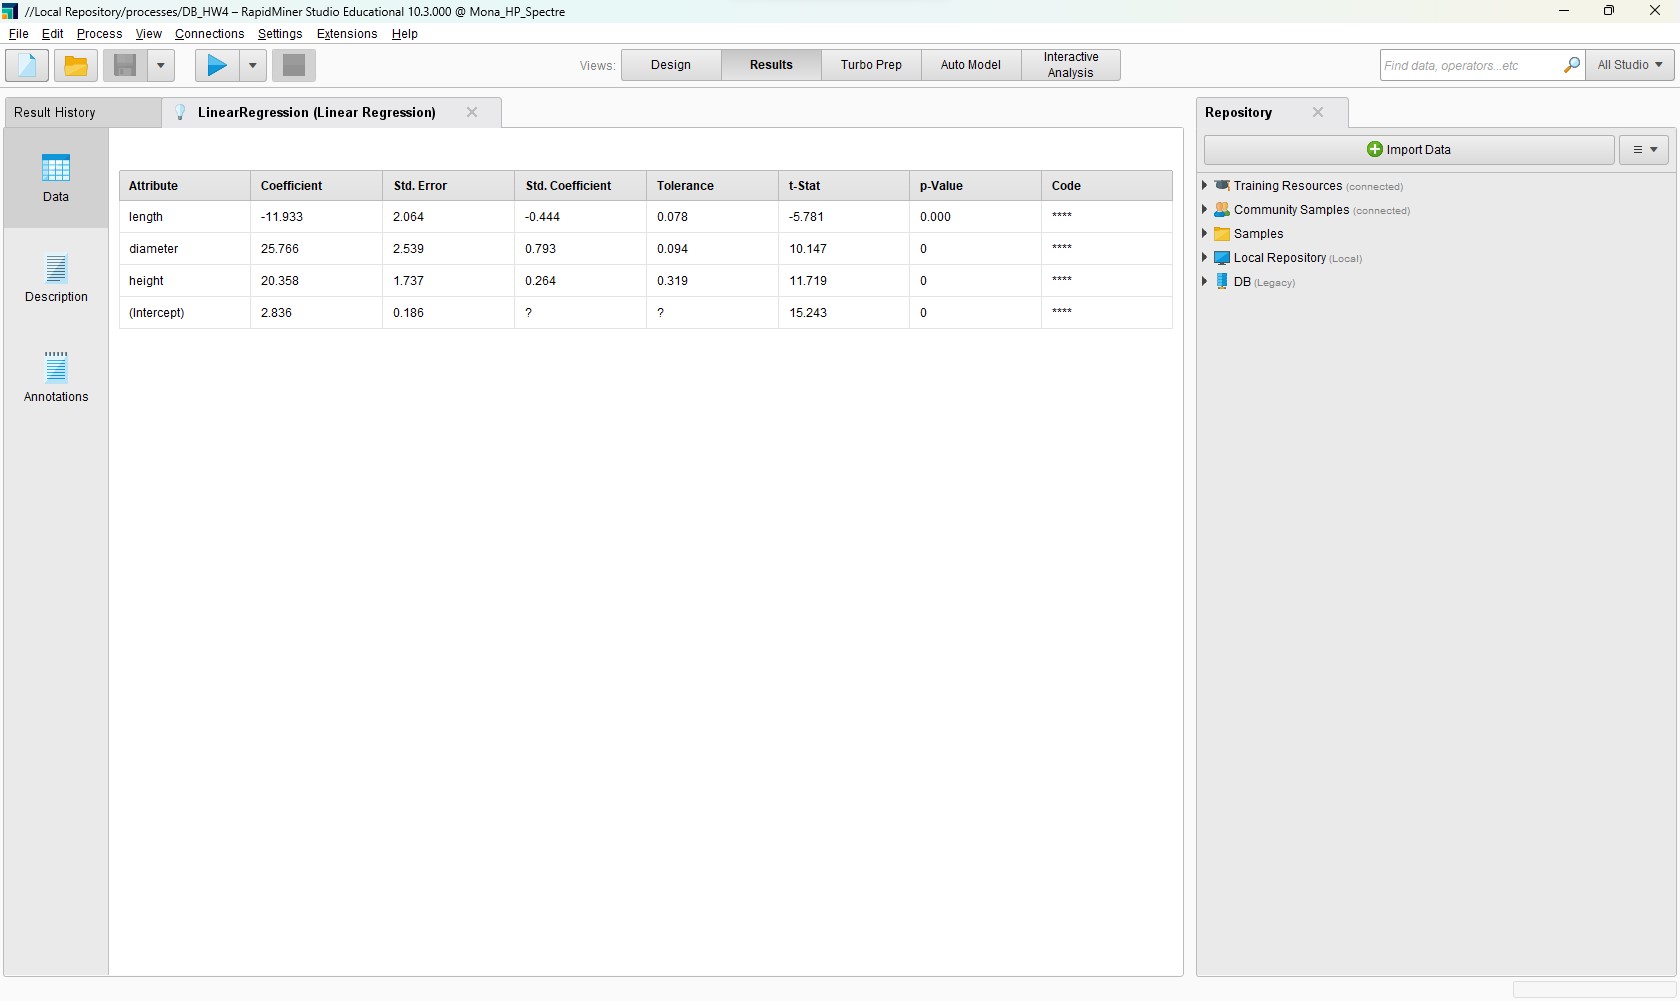 //Local Repository/processes/DB_HW4 – RapidMiner Studio Educational 10.3.000 @ Mona_HP_Spectre
File Edit Process View Connections Settings Extensions Help
Views: Design Results Turbo Prep Auto Model Interactive Analysis
Find data, operators...etc All Studio
Result History LinearRegression (Linear Regression) Repository
Import Data
Data
Description
Annotations
Attribute Coefficient Std. Error Std. Coefficient Tolerance t-Stat p-Value Code
length -11.933 2.064 -0.444 0.078 -5.781 0.000 ****
diameter 25.766 2.539 0.793 0.094 10.147 0 ****
height 20.358 1.737 0.264 0.319 11.719 0 ****
(Intercept) 2.836 0.186 ? ? 15.243 0 ****
Training Resources (connected)
Community Samples (connected)
Samples
Local Repository (Local)
DB (Legacy)